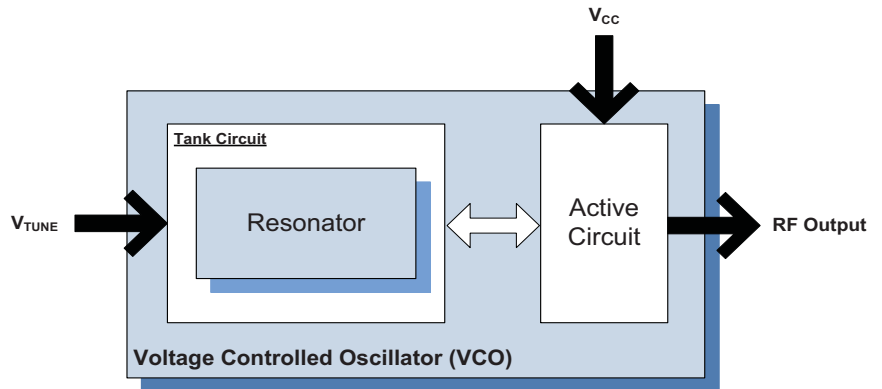 VCC
Tank Circuit
Resonator
VTUNE
Active
Circuit
RF Output
Voltage Controlled Oscillator (VCO)